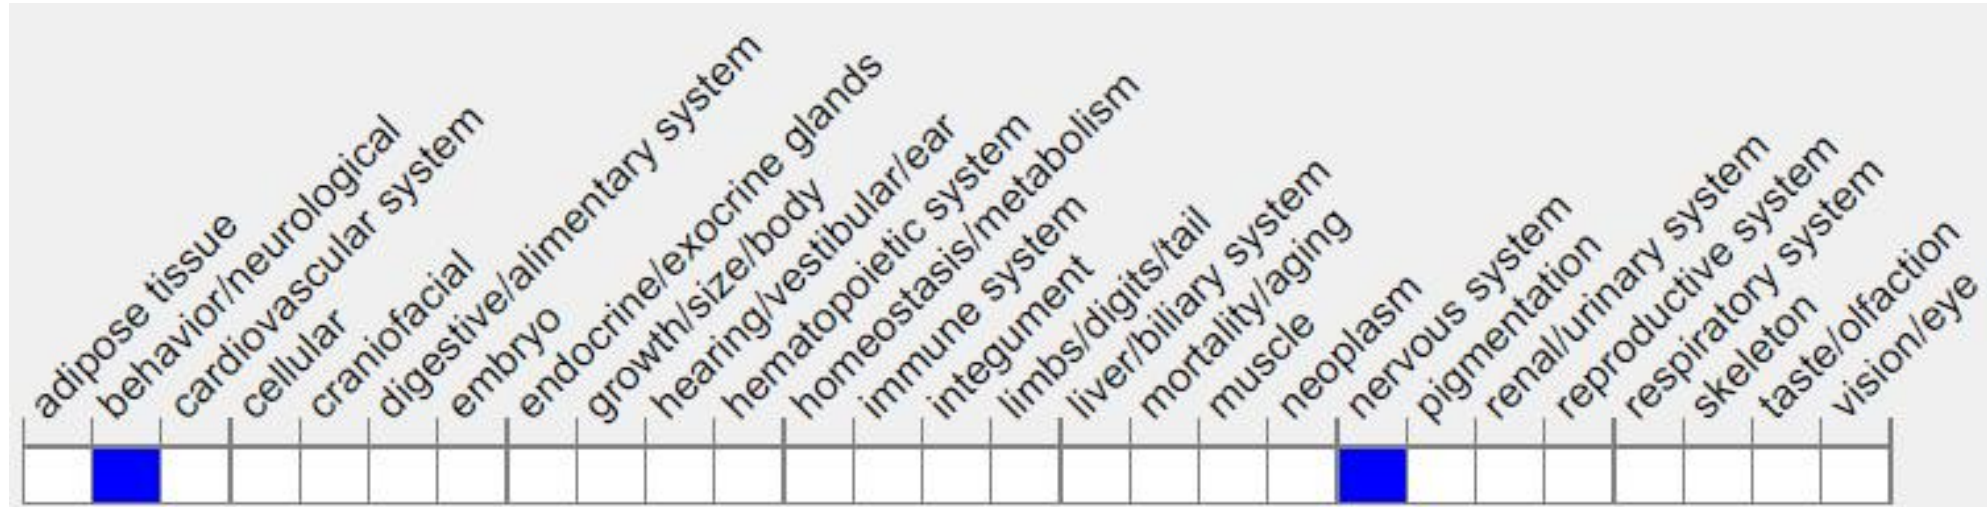 adipose tissue
behavior/neurological
cardiovascular system
cellular
craniofacial
digestive/alimentary system
embryo
endocrine/exocrine glands
growth/size/body
hearing/vestibular/ear
hematopoietic system
homeostasis/metabolism
immune system
integument
limbs/digits/tail
liver/biliary system
mortality/aging
muscle
neoplasm
nervous system
pigmentation
renal/urinary system
reproductive system
respiratory system
skeleton
taste/olfaction
vision/eye